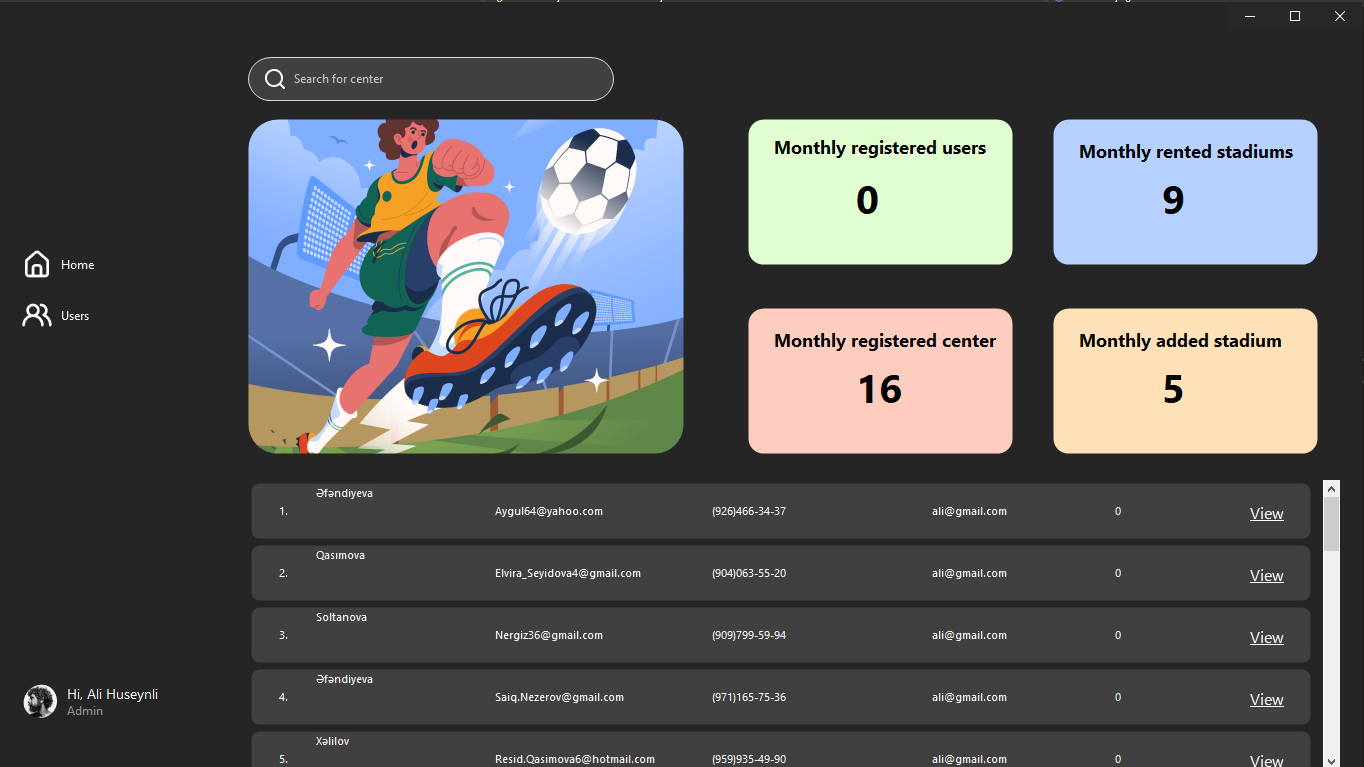 Search for center
Monthly registered users
0
Monthly rented stadiums
9
Home
Users
Monthly registered center
16
Monthly added stadium
5
Əfəndiyeva
1. Aygul64@yahoo.com (926)466-34-37 ali@gmail.com 0 View
Qasımova
2. Elvira_Seyidova4@gmail.com (904)063-55-20 ali@gmail.com 0 View
Soltanova
3. Nergiz36@gmail.com (909)799-59-94 ali@gmail.com 0 View
Əfəndiyeva
4. Saiq.Nezerov@gmail.com (971)165-75-36 ali@gmail.com 0 View
Xəlilov
5. Resid.Qasimova6@hotmail.com (959)935-49-90 ali@gmail.com 0 View
Hi, Ali Huseynli
Admin